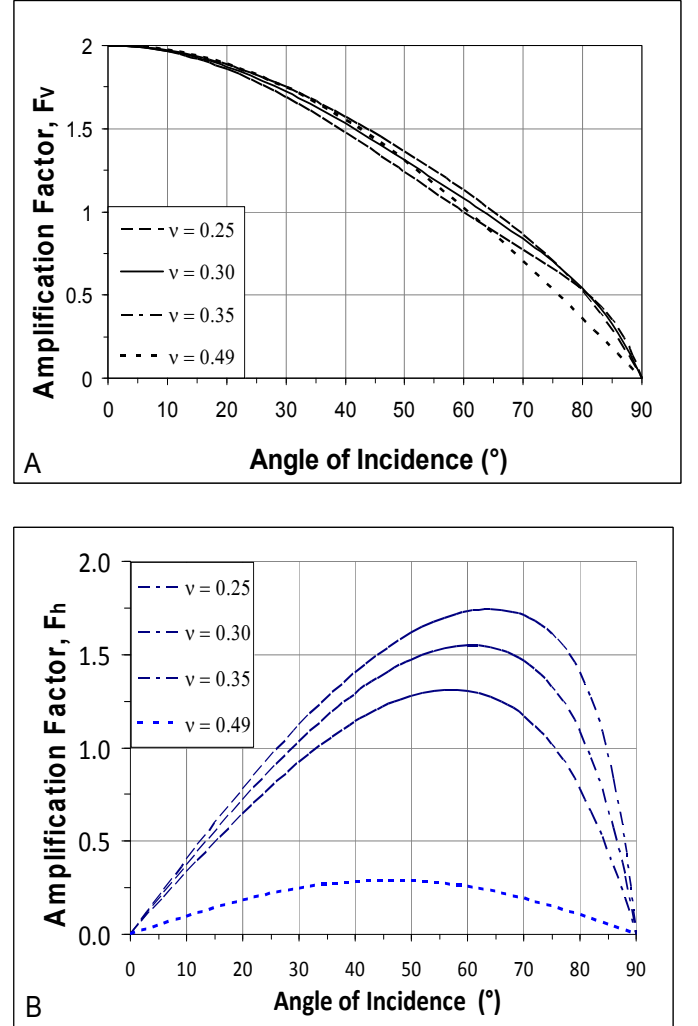 Amplification Factor, Fv
2
1.5
1
0.5
0
ν = 0.25
ν = 0.30
ν = 0.35
ν = 0.49
0 10 20 30 40 50 60 70 80 90
Angle of Incidence (°)
A
Amplification Factor, Fh
2.0
1.5
1.0
0.5
0.0
ν = 0.25
ν = 0.30
ν = 0.35
ν = 0.49
0 10 20 30 40 50 60 70 80 90
Angle of Incidence (°)
B